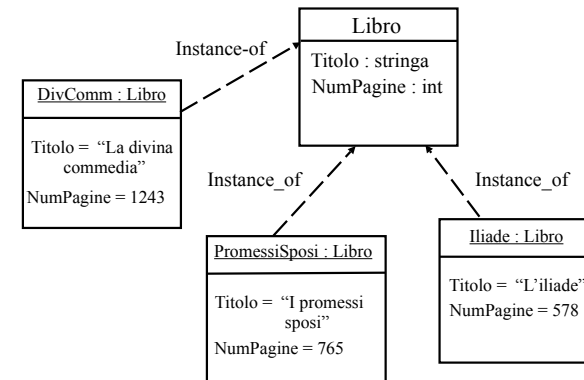 Libro
Titolo : stringa
NumPagine : int
Instance-of
DivComm : Libro
Titolo = “La divina
commedia”
NumPagine = 1243
Instance_of
Instance_of
PromessiSposi : Libro
Titolo = “I promessi
sposi”
NumPagine = 765
Iliade : Libro
Titolo = “L’iliade”
NumPagine = 578